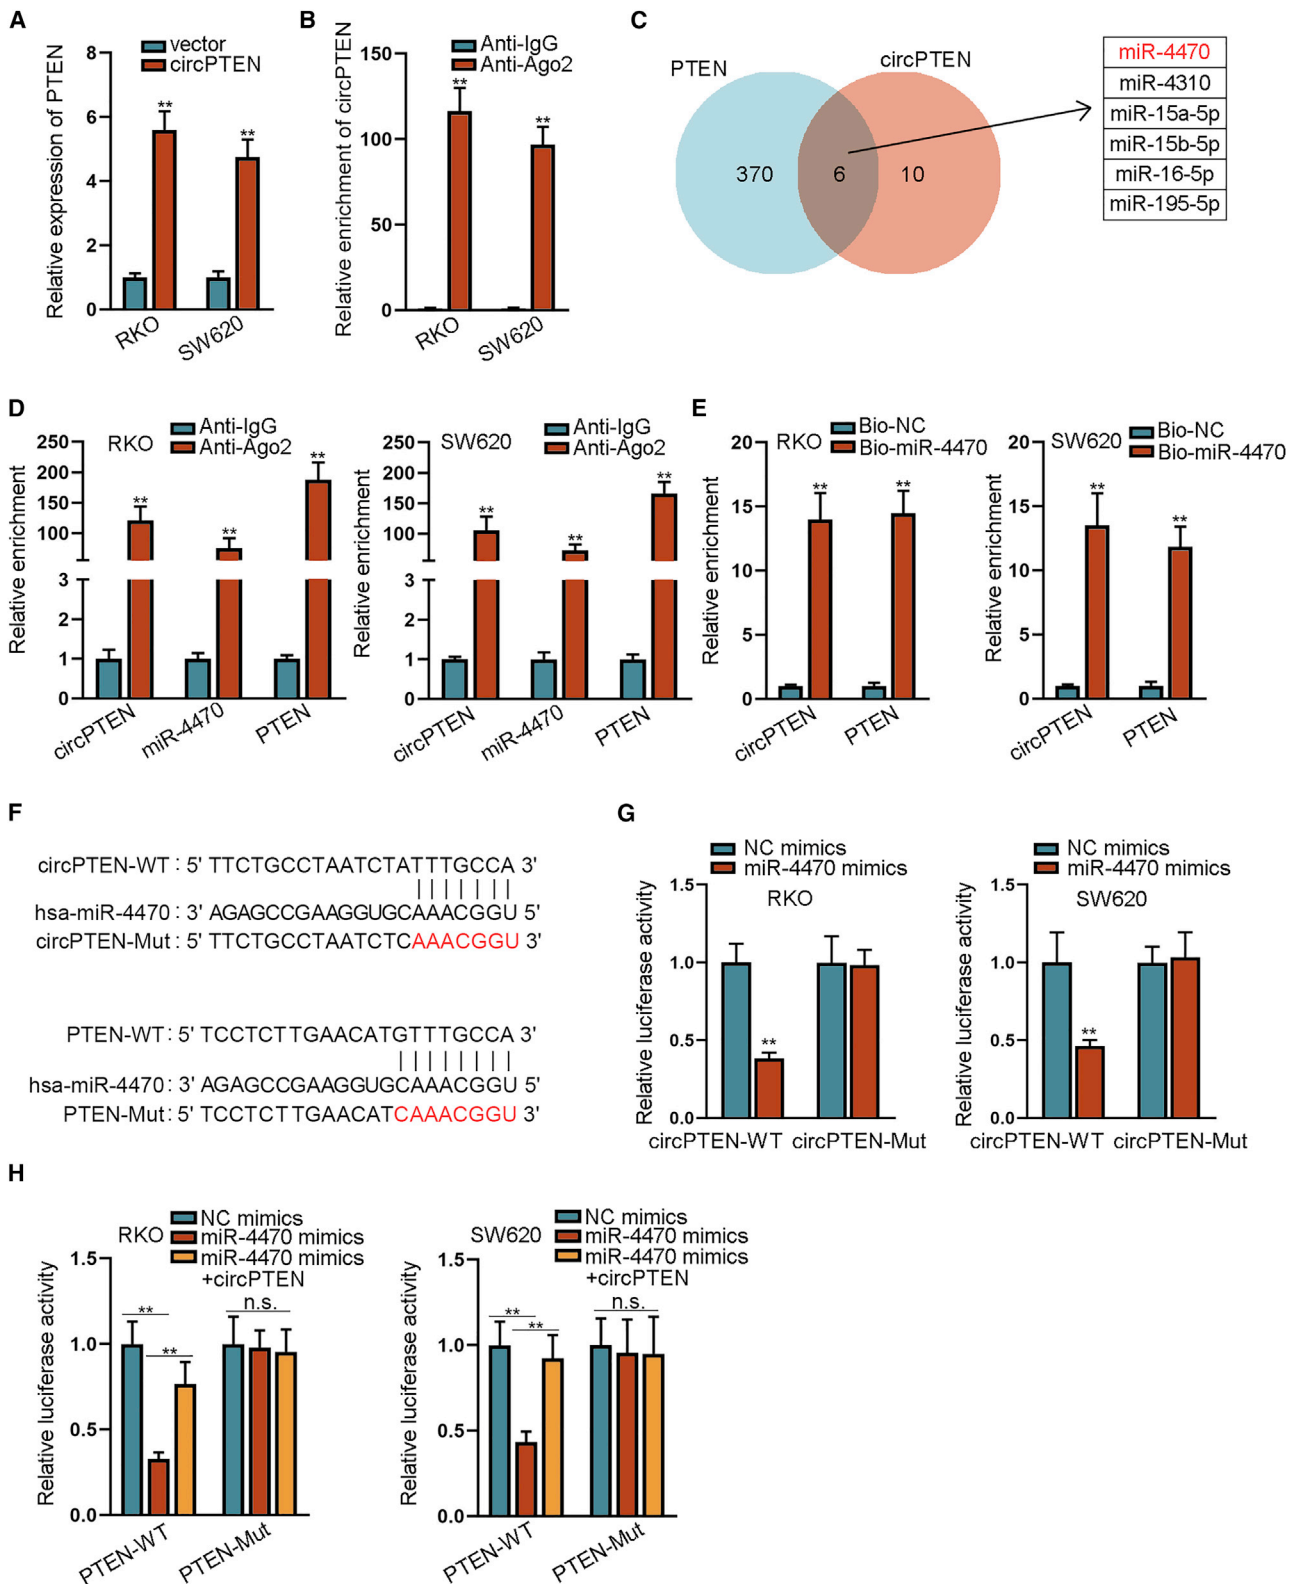 A
Relative expression of PTEN
8
6
4
2
0
vector
circPTEN
**
**
RKO
SW620
B
Relative enrichment of circPTEN
150
100
50
0
Anti-IgG
Anti-Ago2
**
**
RKO
SW620
C
PTEN
circPTEN
370
6
10
miR-4470
miR-4310
miR-15a-5p
miR-15b-5p
miR-16-5p
miR-195-5p
D
Relative enrichment
250
200
150
100
3
2
1
0
RKO
Anti-IgG
Anti-Ago2
**
**
**
circPTEN
miR-4470
PTEN
Relative enrichment
250
200
150
100
3
2
1
0
SW620
Anti-IgG
Anti-Ago2
**
**
**
circPTEN
miR-4470
PTEN
E
Relative enrichment
20
15
10
5
0
RKO
Bio-NC
Bio-miR-4470
**
**
circPTEN
PTEN
Relative enrichment
20
15
10
5
0
SW620
Bio-NC
Bio-miR-4470
**
**
circPTEN
PTEN
F
circPTEN-WT: 5' TTCTGCCTAATCTATTTGCCA 3'
hsa-miR-4470: 3' AGAGCCGAAGGUGCAAACGGU 5'
circPTEN-Mut: 5' TTCTGCCTAATCTCAAACGGU 3'
PTEN-WT: 5' TCCTCTTGAACATGTTTGCCA 3'
hsa-miR-4470: 3' AGAGCCGAAGGUGCAAACGGU 5'
PTEN-Mut: 5' TCCTCTTGAACATCAAACGGU 3'
G
NC mimics
miR-4470 mimics
Relative luciferase activity
1.5
1.0
0.5
0.0
RKO
**
circPTEN-WT circPTEN-Mut
NC mimics
miR-4470 mimics
Relative luciferase activity
1.5
1.0
0.5
0.0
SW620
**
circPTEN-WT circPTEN-Mut
H
RKO
NC mimics
miR-4470 mimics
miR-4470 mimics
+circPTEN
Relative luciferase activity
1.5
1.0
0.5
0.0
**
**
n.s.
PTEN-WT
PTEN-Mut
SW620
NC mimics
miR-4470 mimics
miR-4470 mimics
+circPTEN
Relative luciferase activity
1.5
1.0
0.5
0.0
**
**
n.s.
PTEN-WT
PTEN-Mut